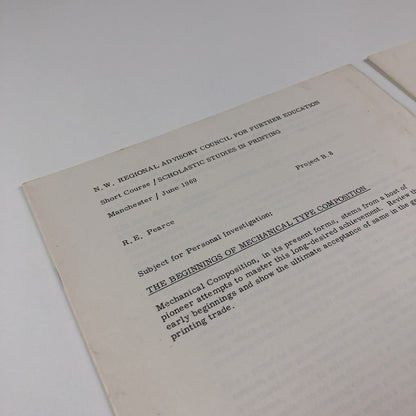 N.W. REGIONAL ADVISORY COUNCIL FOR FURTHER EDUCATION
Short Course / SCHOLASTIC STUDIES IN PRINTING
Manchester / June 1969
Project B. 8
R.E. Pearce
Subject for Personal Investigation:
THE BEGINNINGS OF MECHANICAL TYPE COMPOSITION
Mechanical Composition, in its present forms, stems from a host of
pioneer attempts to master this long-desired achievement. Review
early beginnings and show the ultimate acceptance of same in the
printing trade.